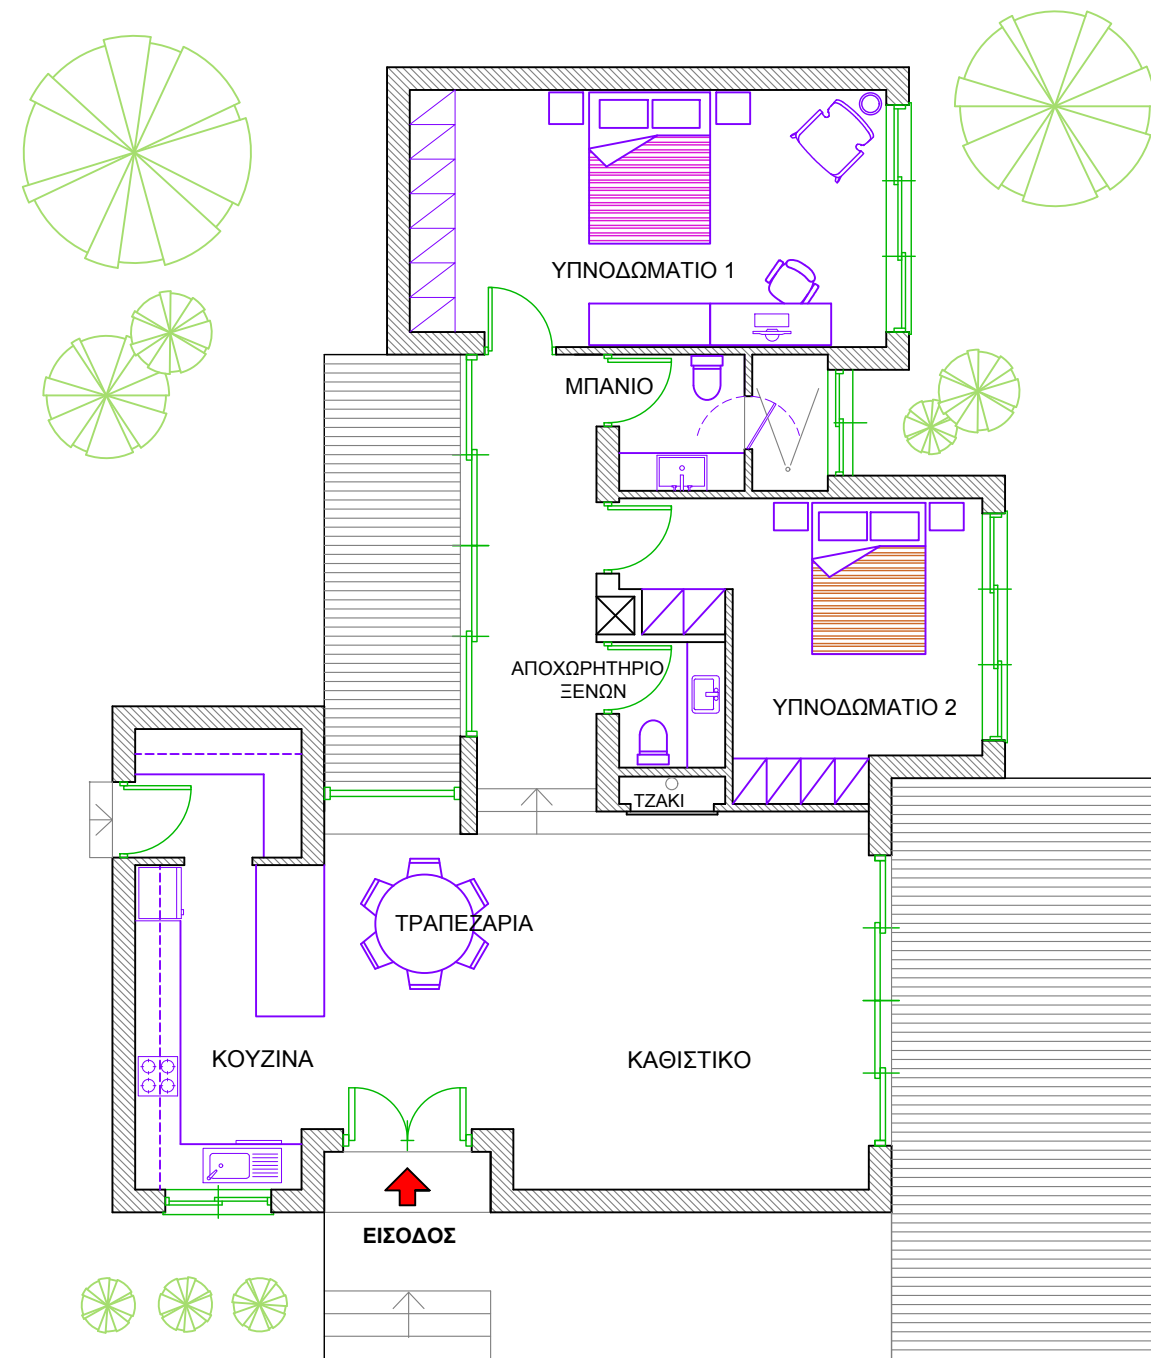 ΥΠΝΟΔΩΜΑΤΙΟ 1
ΜΠΑΝΙΟ
ΑΠΟΧΩΡΗΤΗΡΙΟ
ΞΕΝΩΝ
ΥΠΝΟΔΩΜΑΤΙΟ 2
ΤΖΑΚΙ
ΤΡΑΠΕΖΑΡΙΑ
ΚΟΥΖΙΝΑ
ΚΑΘΙΣΤΙΚΟ
ΕΙΣΟΔΟΣ